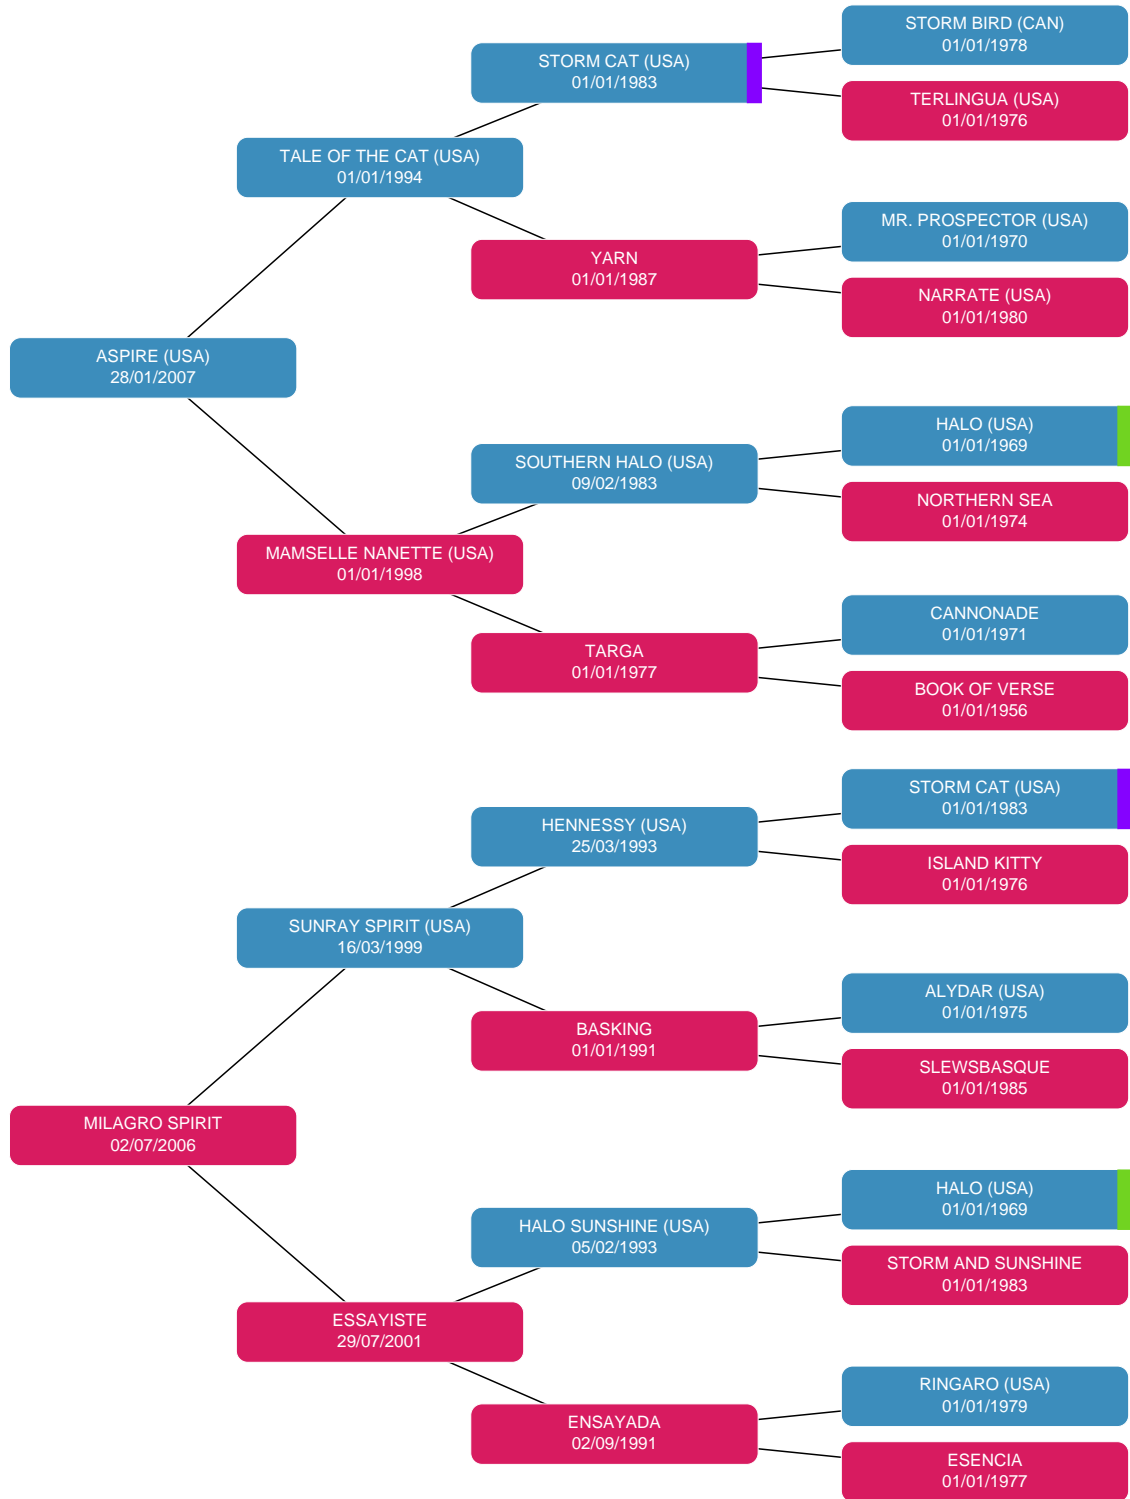 STORM BIRD (CAN)
01/01/1978
STORM CAT (USA)
01/01/1983
TERLINGUA (USA)
01/01/1976
TALE OF THE CAT (USA)
01/01/1994
MR. PROSPECTOR (USA)
01/01/1970
YARN
01/01/1987
NARRATE (USA)
01/01/1980
ASPIRE (USA)
28/01/2007
HALO (USA)
01/01/1969
SOUTHERN HALO (USA)
09/02/1983
NORTHERN SEA
01/01/1974
MAMSELLE NANETTE (USA)
01/01/1998
CANNONADE
01/01/1971
TARGA
01/01/1977
BOOK OF VERSE
01/01/1956
STORM CAT (USA)
01/01/1983
HENNESSY (USA)
25/03/1993
ISLAND KITTY
01/01/1976
SUNRAY SPIRIT (USA)
16/03/1999
ALYDAR (USA)
01/01/1975
BASKING
01/01/1991
SLEWSBASQUE
01/01/1985
MILAGRO SPIRIT
02/07/2006
HALO (USA)
01/01/1969
HALO SUNSHINE (USA)
05/02/1993
STORM AND SUNSHINE
01/01/1983
ESSAYISTE
29/07/2001
RINGARO (USA)
01/01/1979
ENSAYADA
02/09/1991
ESENCIA
01/01/1977